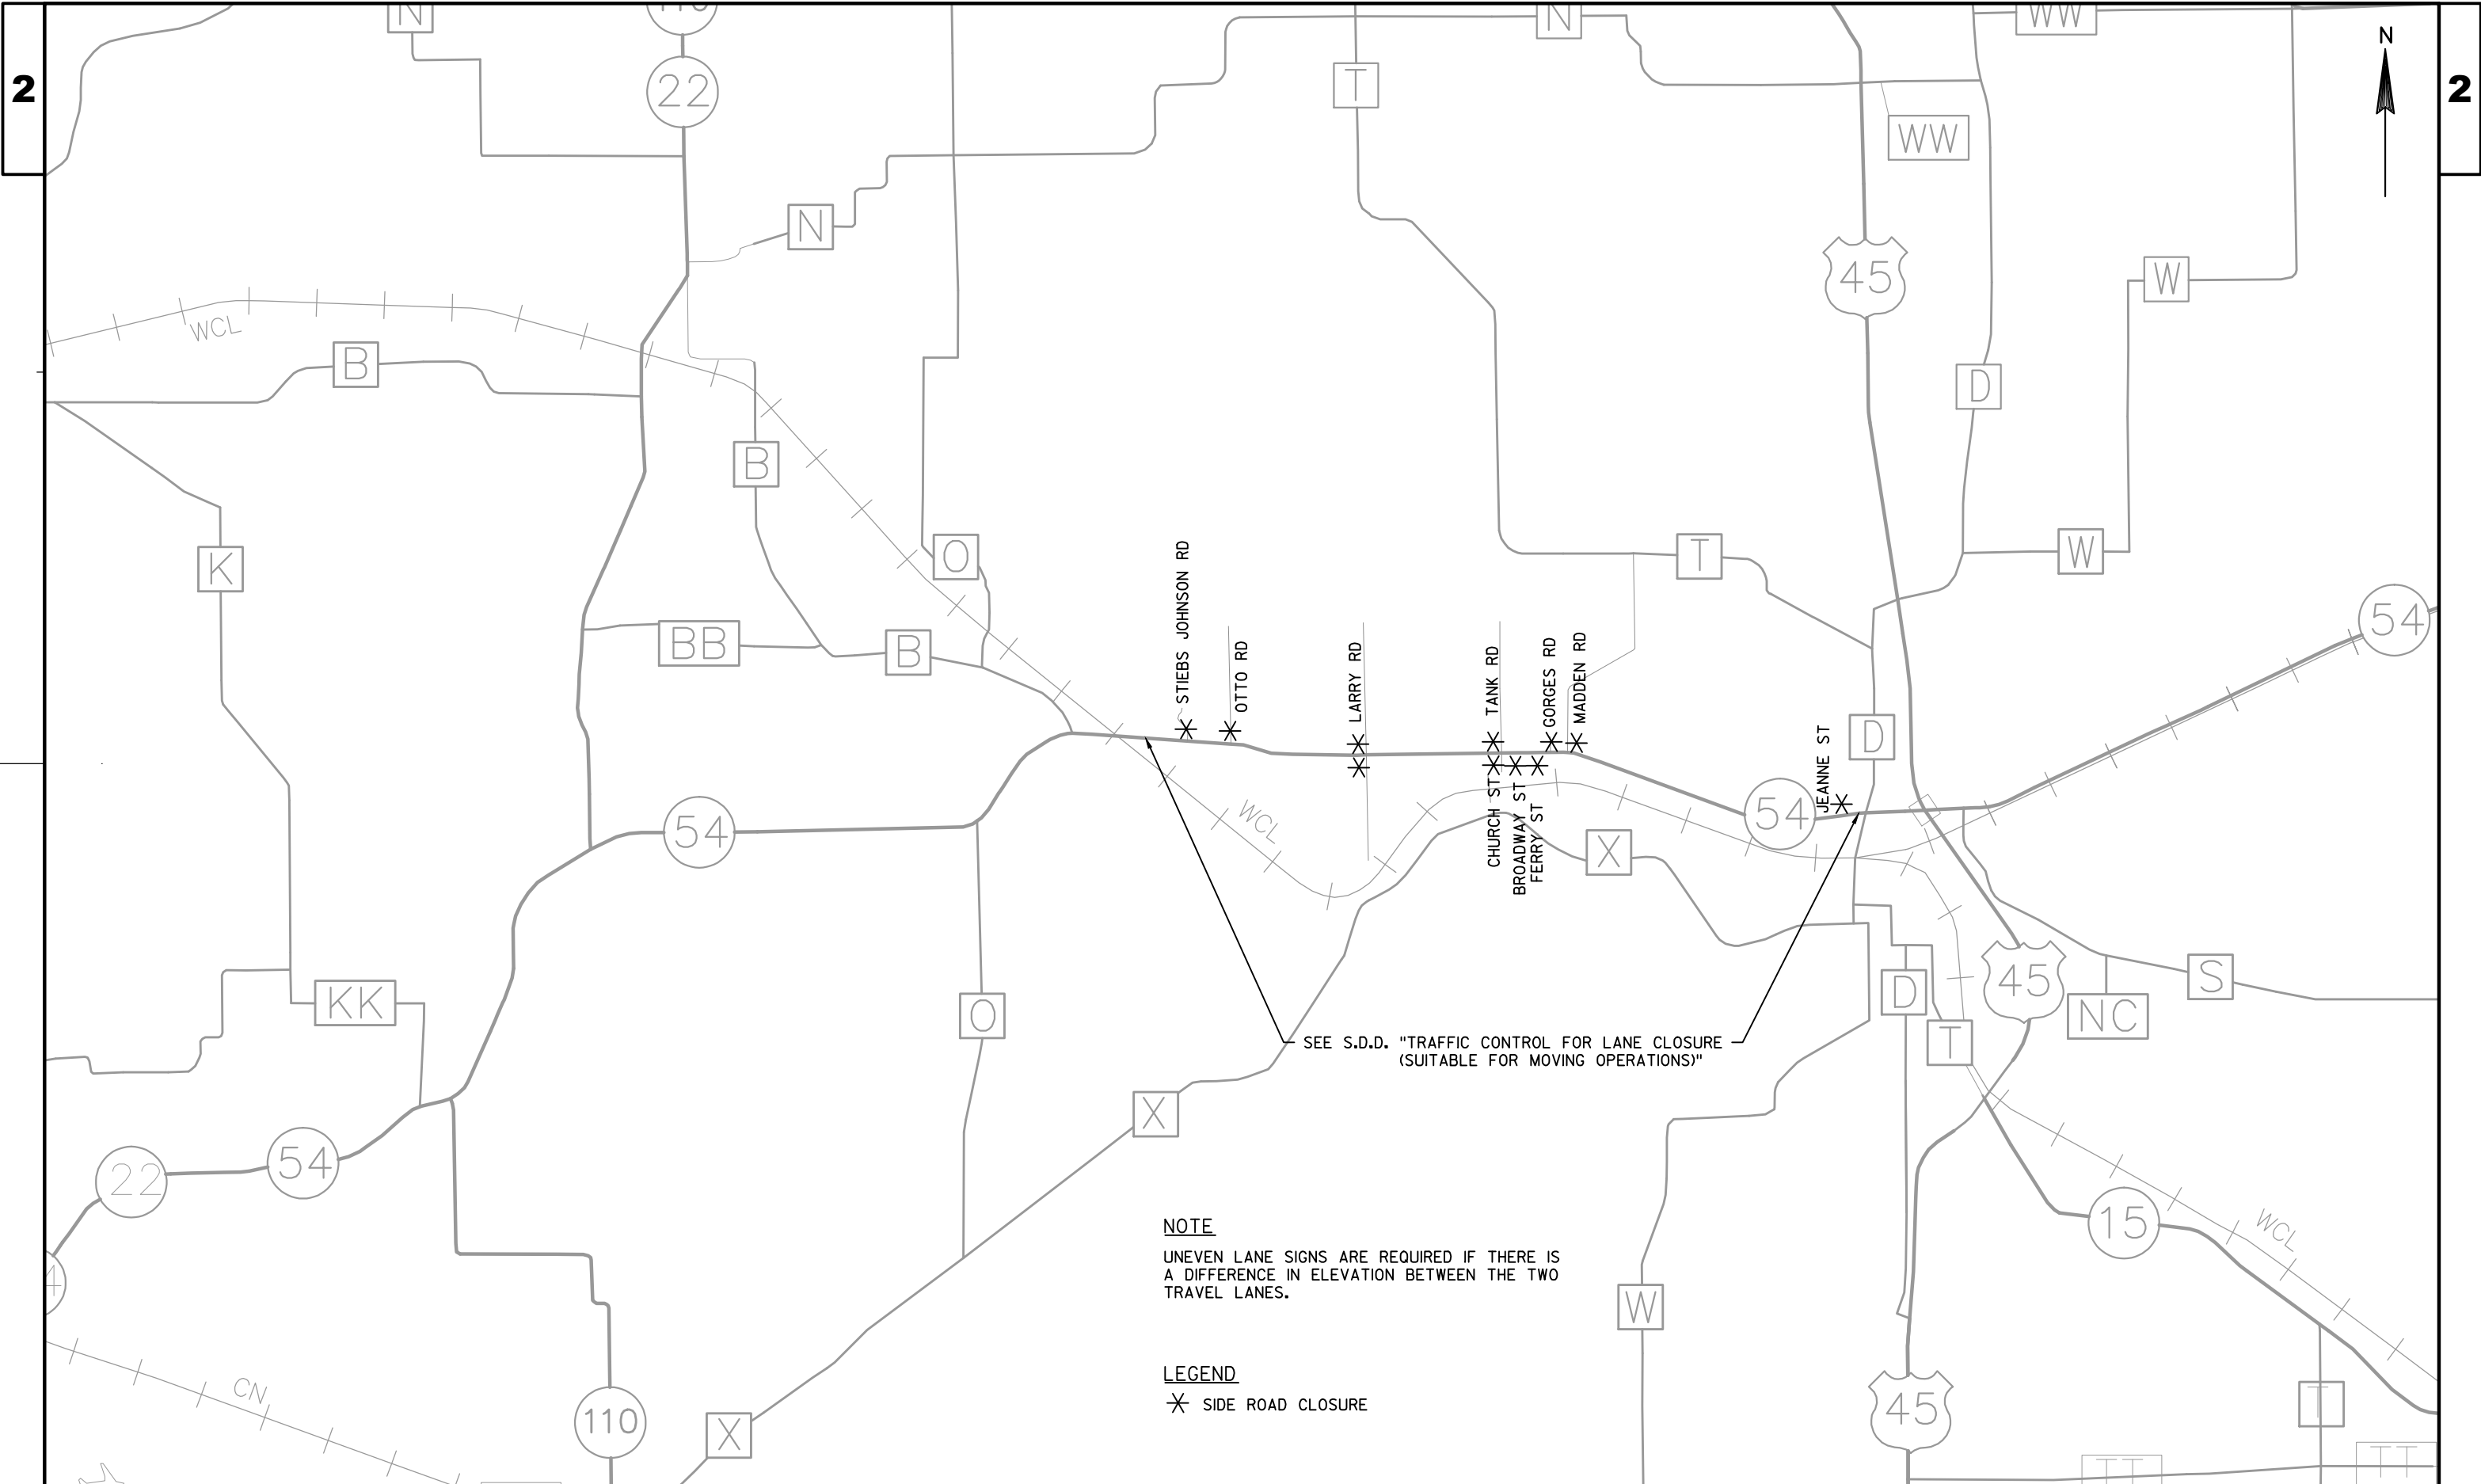 2
N
110
22
T
N
WW
N
2
WW
N
45
W
WCL
B
D
B
K
O
T
W
STIEBS JOHNSON RD
OTTO RD
LARRY RD
TANK RD
GORGES RD
MADDEN RD
54
BB
B
D
JEANNE ST
54
54
WCL
CHURCH ST
BROADWAY ST
FERRY ST
X
KK
O
D
45
S
NC
T
SEE S.D.D. "TRAFFIC CONTROL FOR LANE CLOSURE
(SUITABLE FOR MOVING OPERATIONS)"
X
22
54
15
WCL
NOTE
UNEVEN LANE SIGNS ARE REQUIRED IF THERE IS
A DIFFERENCE IN ELEVATION BETWEEN THE TWO
TRAVEL LANES.
W
LEGEND
SIDE ROAD CLOSURE
CN
110
X
45
T
TT
TT